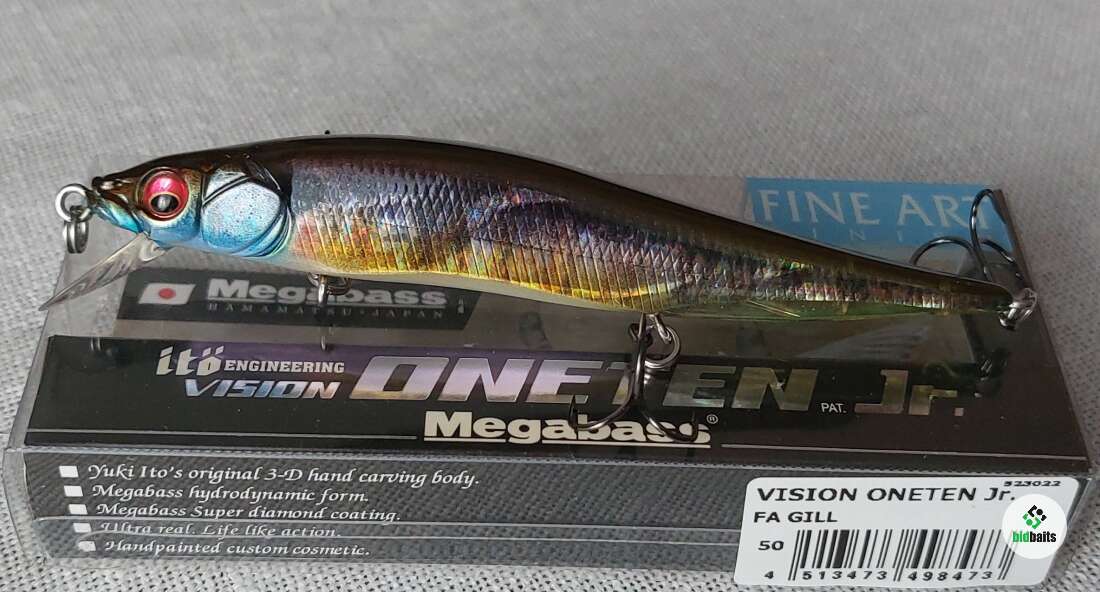 FINE ART
Megabass
HAMAMATSU·JAPAN
itö ENGINEERING
VISION ONETEN Jr.
PAT.
Megabass®
Yuki Ito's original 3-D hand carving body.
Megabass hydrodynamic form.
Megabass Super diamond coating.
Ultra real. Life like action.
Handpainted custom cosmetic.
523022
VISION ONETEN Jr.
FA GILL
50
4 513473 498473
bidbaits